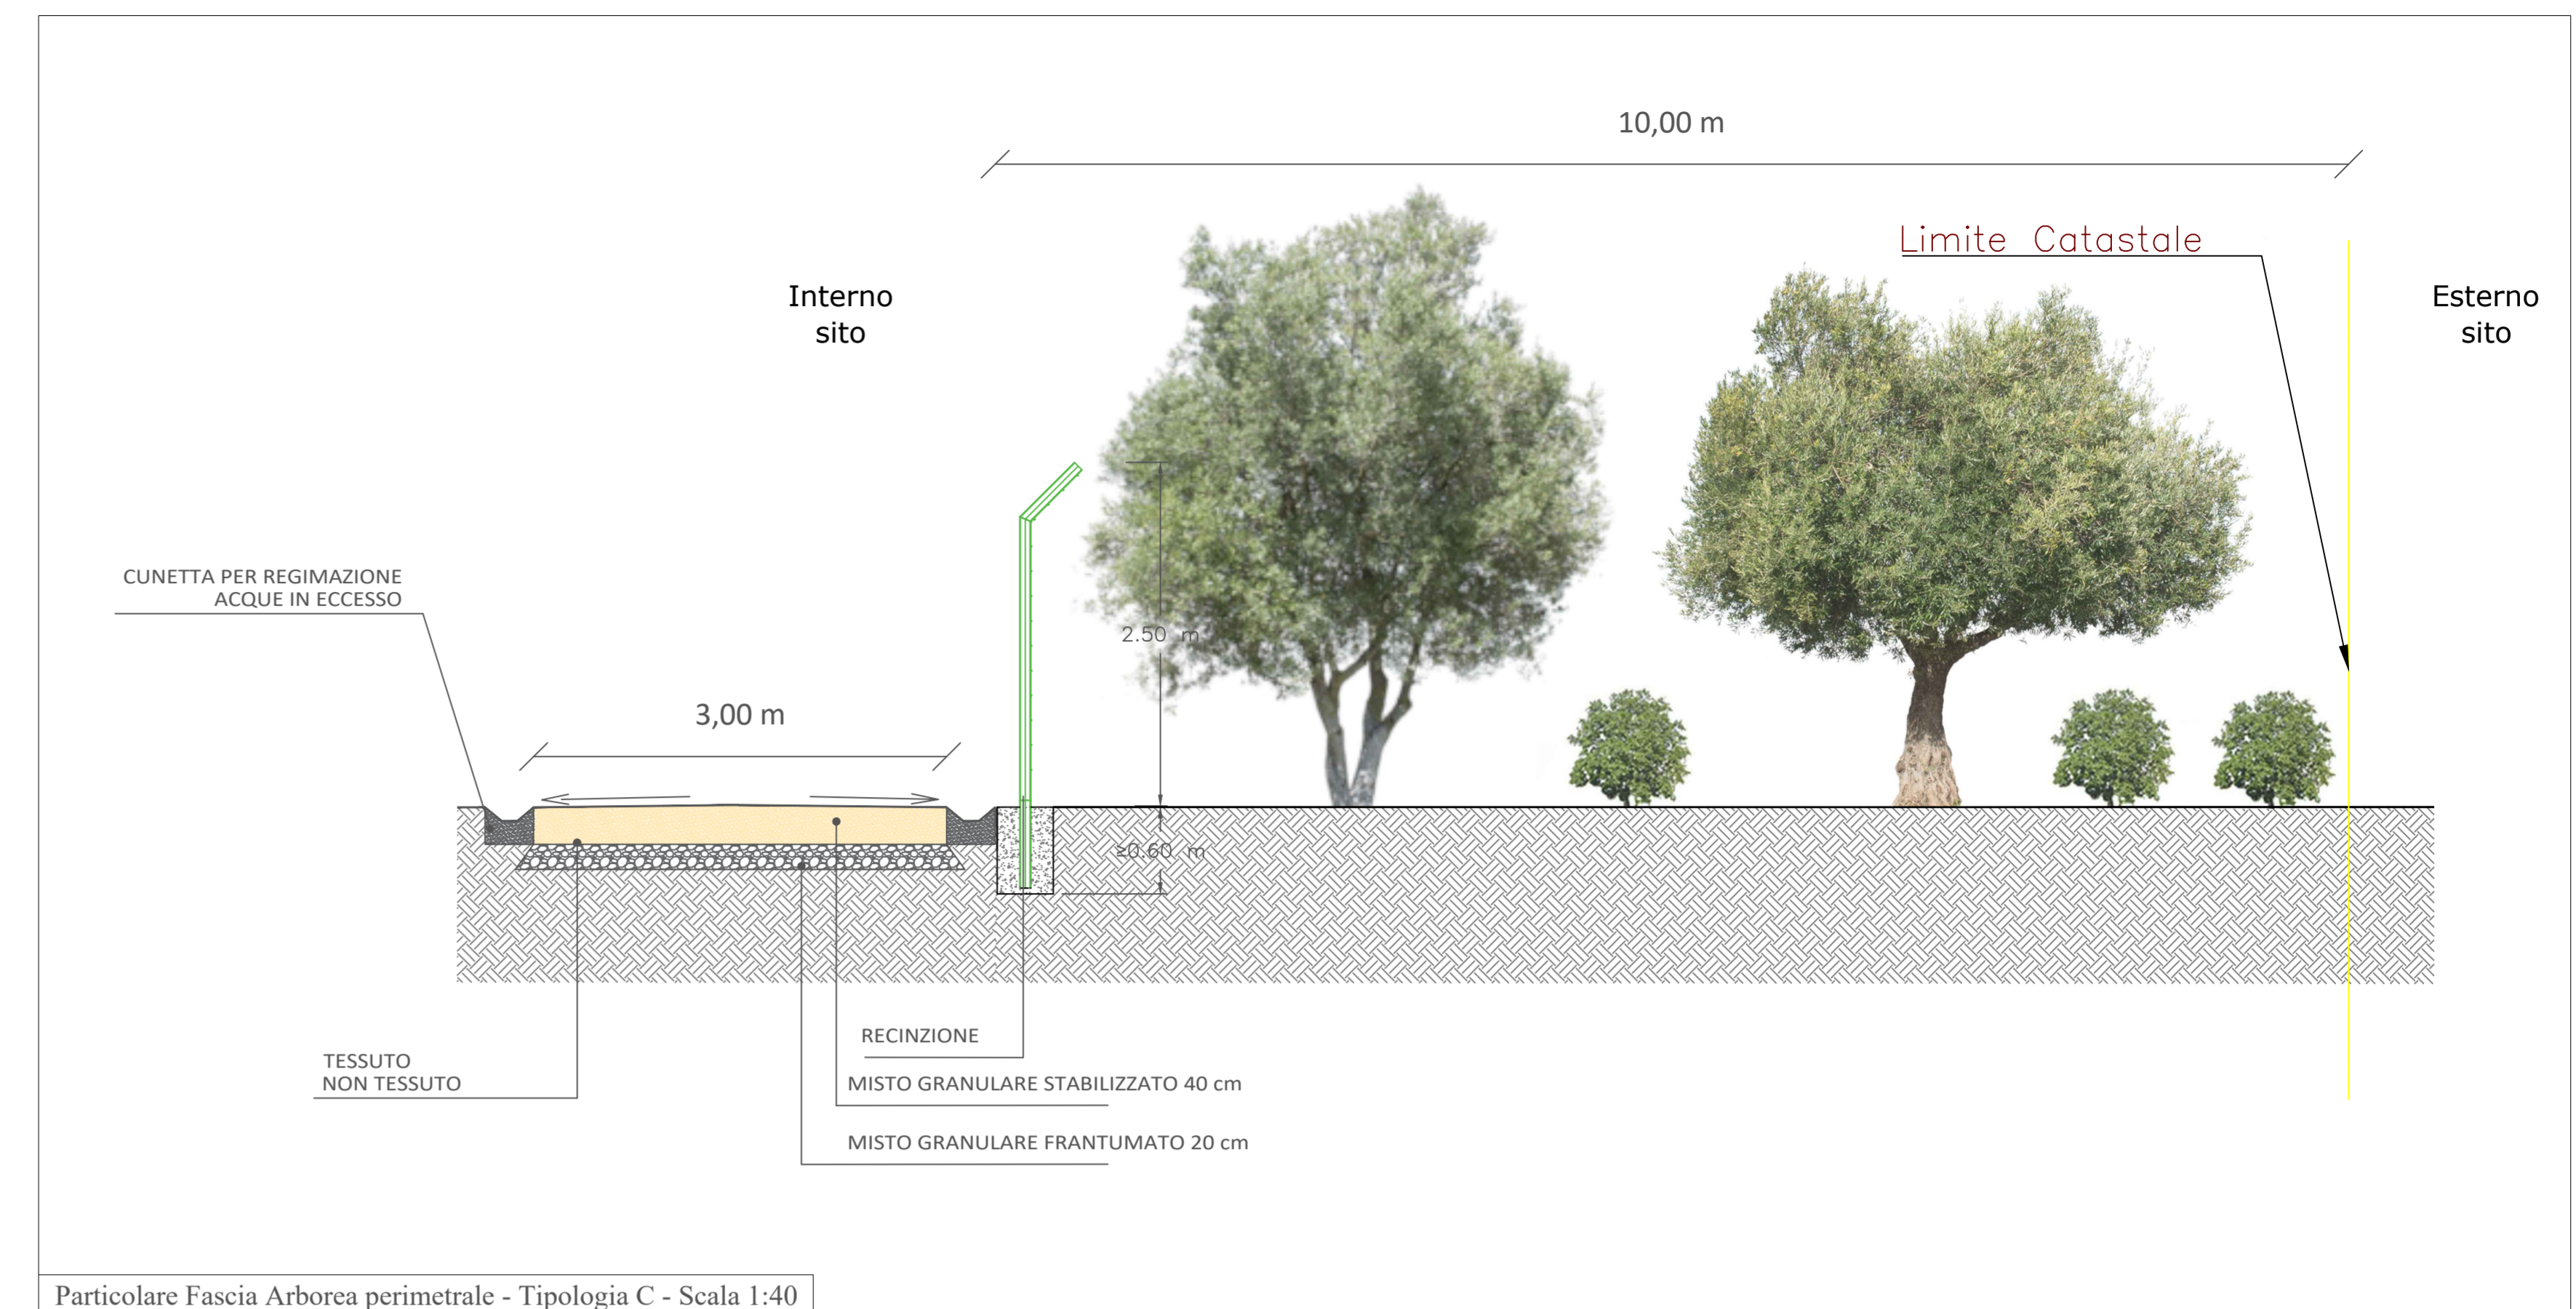 10,00 m
Limite Catastale
Interno
sito
Esterno
sito
CUNETTA PER REGIMAZIONE
ACQUE IN ECCESSO
2.50 m
3,00 m
≥0.60 m
RECINZIONE
TESSUTO
NON TESSUTO
MISTO GRANULARE STABILIZZATO 40 cm
MISTO GRANULARE FRANTUMATO 20 cm
Particolare Fascia Arborea perimetrale - Tipologia C - Scala 1:40